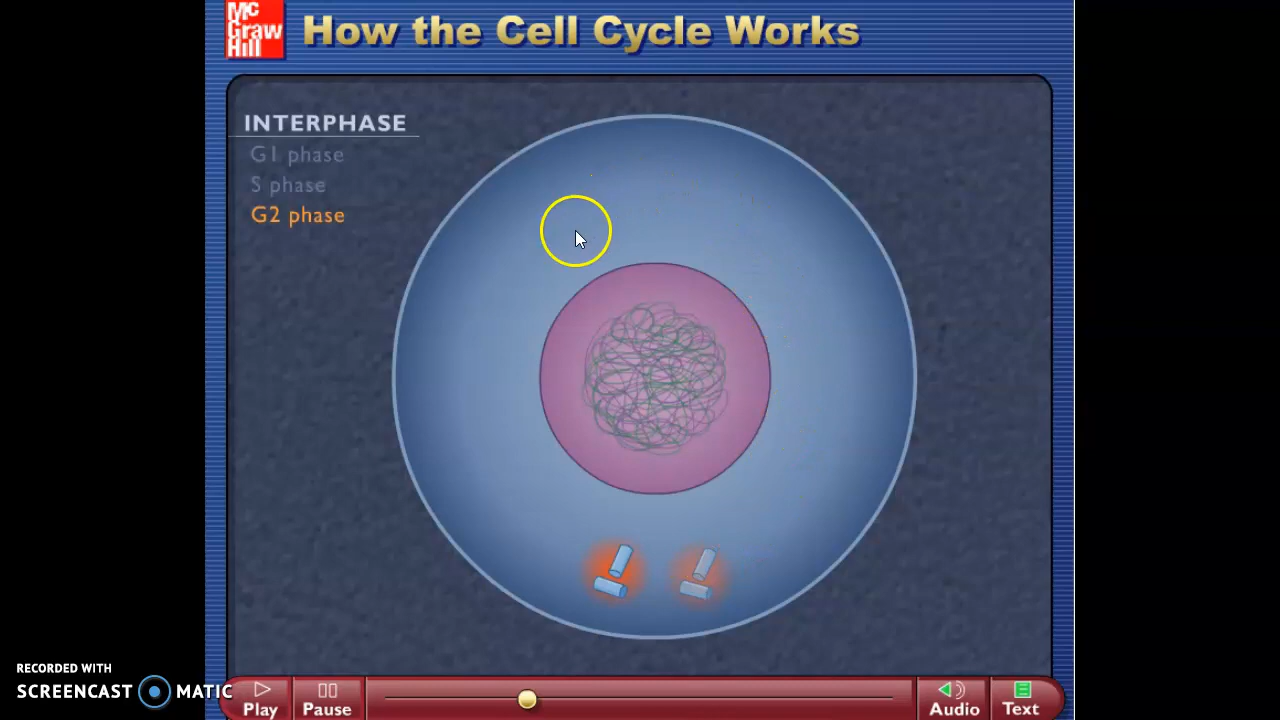 Mc
Graw
Hill
How the Cell Cycle Works
INTERPHASE
G1 phase
S phase
G2 phase
RECORDED WITH
SCREENCAST MATIC
Play
Pause
Audio
Text